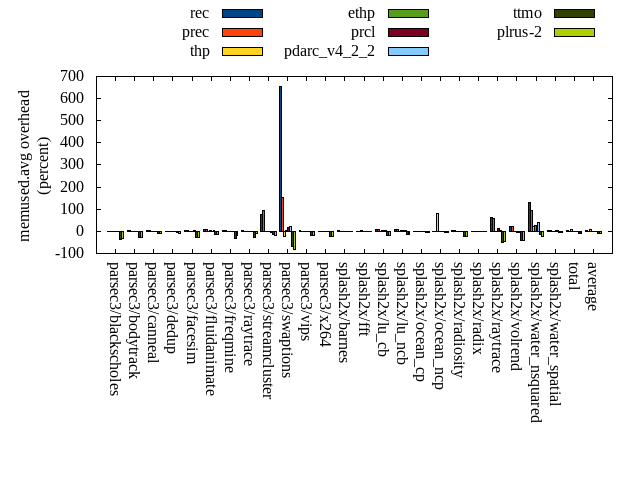 rec
prec
thp
ethp
prcl
pdarc_v4_2_2
ttmo
plrus-2
memused.avg overhead
(percent)
700
600
500
400
300
200
100
0
-100
parsec3/blackscholes
parsec3/bodytrack
parsec3/canneal
parsec3/dedup
parsec3/facesim
parsec3/fluidanimate
parsec3/freqmine
parsec3/raytrace
parsec3/streamcluster
parsec3/swaptions
parsec3/vips
parsec3/x264
splash2x/barnes
splash2x/fft
splash2x/lu_cb
splash2x/lu_ncb
splash2x/ocean_cp
splash2x/ocean_ncp
splash2x/radiosity
splash2x/radix
splash2x/raytrace
splash2x/volrend
splash2x/water_nsquared
splash2x/water_spatial
total
average